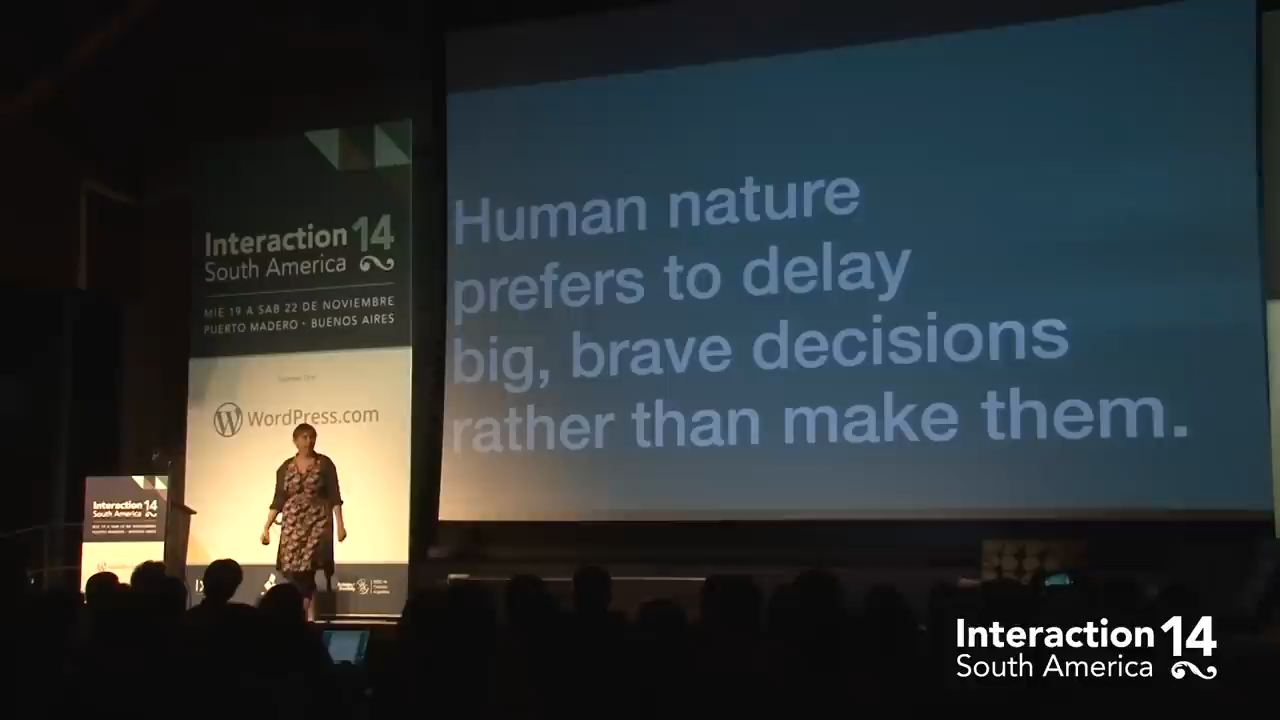 Interaction 14
South America
MIE 19 A SAB 22 DE NOVIEMBRE
PUERTO MADERO • BUENOS AIRES
WordPress.com
Human nature
prefers to delay
big, brave decisions
rather than make them.
Interaction 14
South America
Interaction 14
South America